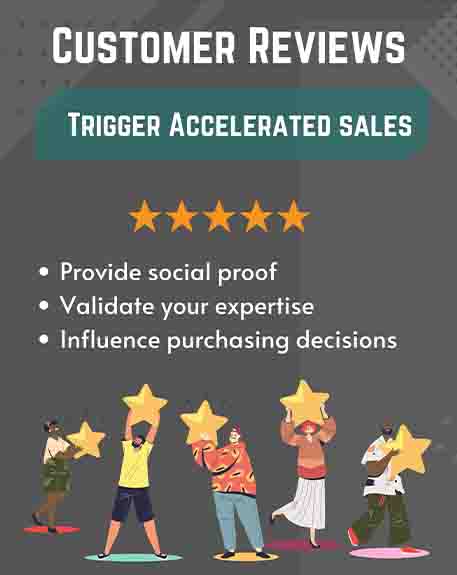 Customer Reviews
Trigger Accelerated sales
• Provide social proof
• Validate your expertise
• Influence purchasing decisions